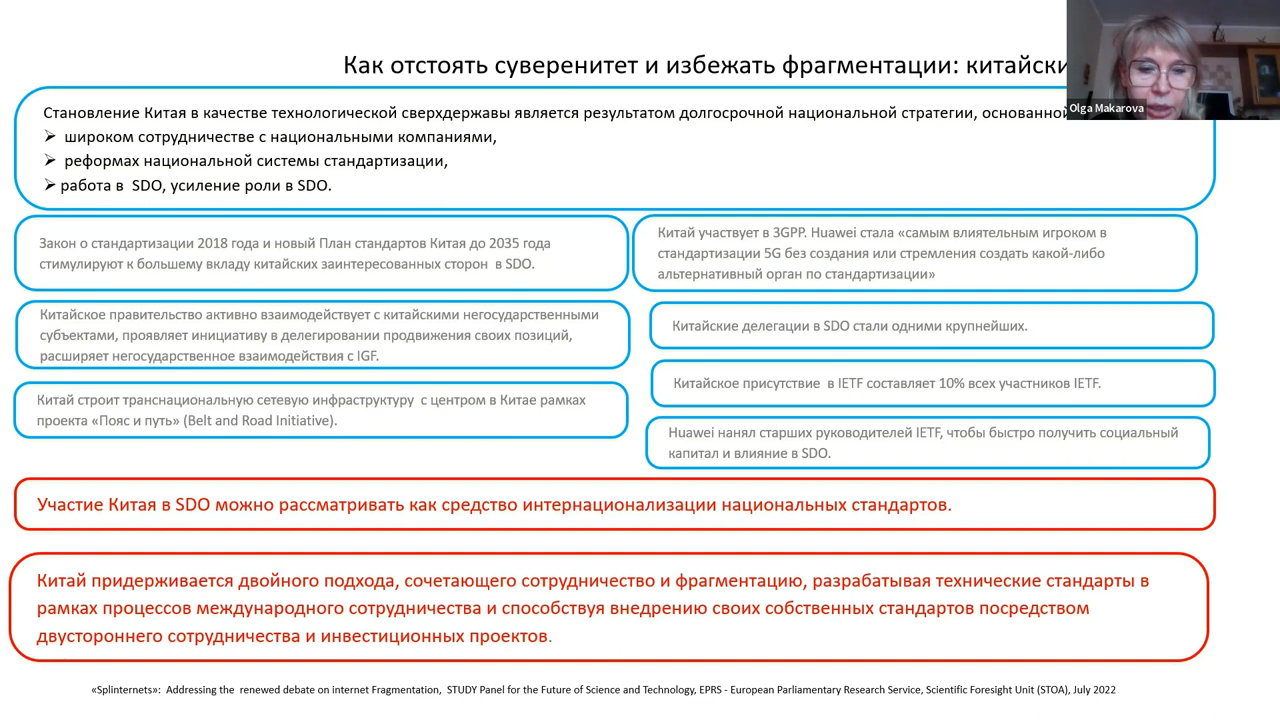 Как отстоять суверенитет и избежать фрагментации: китайски
Olga Makarova
Становление Китая в качестве технологической сверхдержавы является результатом долгосрочной национальной стратегии, основанной
➢ широком сотрудничестве с национальными компаниями,
➢ реформах национальной системы стандартизации,
➢ работа в SDO, усиление роли в SDO.
Закон о стандартизации 2018 года и новый План стандартов Китая до 2035 года
стимулируют к большему вкладу китайских заинтересованных сторон в SDO.
Китайское правительство активно взаимодействует с китайскими негосударственными
субъектами, проявляет инициативу в делегировании продвижения своих позиций,
расширяет негосударственное взаимодействия с IGF.
Китай строит транснациональную сетевую инфраструктуру с центром в Китае рамках
проекта «Пояс и путь» (Belt and Road Initiative).
Китай участвует в 3GPP. Huawei стала «самым влиятельным игроком в
стандартизации 5G без создания или стремления создать какой-либо
альтернативный орган по стандартизации»
Китайские делегации в SDO стали одними крупнейших.
Китайское присутствие в IETF составляет 10% всех участников IETF.
Huawei нанял старших руководителей IETF, чтобы быстро получить социальный
капитал и влияние в SDO.
Участие Китая в SDO можно рассматривать как средство интернационализации национальных стандартов.
Китай придерживается двойного подхода, сочетающего сотрудничество и фрагментацию, разрабатывая технические стандарты в
рамках процессов международного сотрудничества и способствуя внедрению своих собственных стандартов посредством
двустороннего сотрудничества и инвестиционных проектов.
«Splinternets»: Addressing the renewed debate on internet Fragmentation, STUDY Panel for the Future of Science and Technology, EPRS - European Parliamentary Research Service, Scientific Foresight Unit (STOA), July 2022